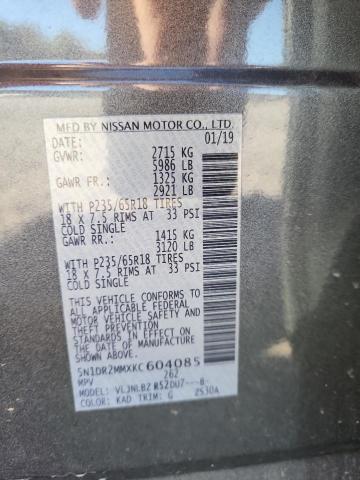 MFD BY NISSAN MOTOR CO., LTD.
DATE: 01/19
GVWR: 2715 KG
5986 LB
GAWR FR.: 1325 KG
2921 LB
WITH P235/65R18 TIRES
18 X 7.5 RIMS AT 33 PSI
COLD SINGLE
GAWR RR.: 1415 KG
3120 LB
WITH P235/65R18 TIRES
18 X 7.5 RIMS AT 33 PSI
COLD SINGLE
THIS VEHICLE CONFORMS TO
ALL APPLICABLE FEDERAL
MOTOR VEHICLE SAFETY, AND
THEFT PREVENTION
STANDARDS IN EFFECT ON
THE DATE OF MANUFACTURE
SHOWN ABOVE.
5N1DR2MMXKC604085
MPV 262
MODEL: VLJNLBZ R52DU7---B-
COLOR: KAD TRIM: G 2530A